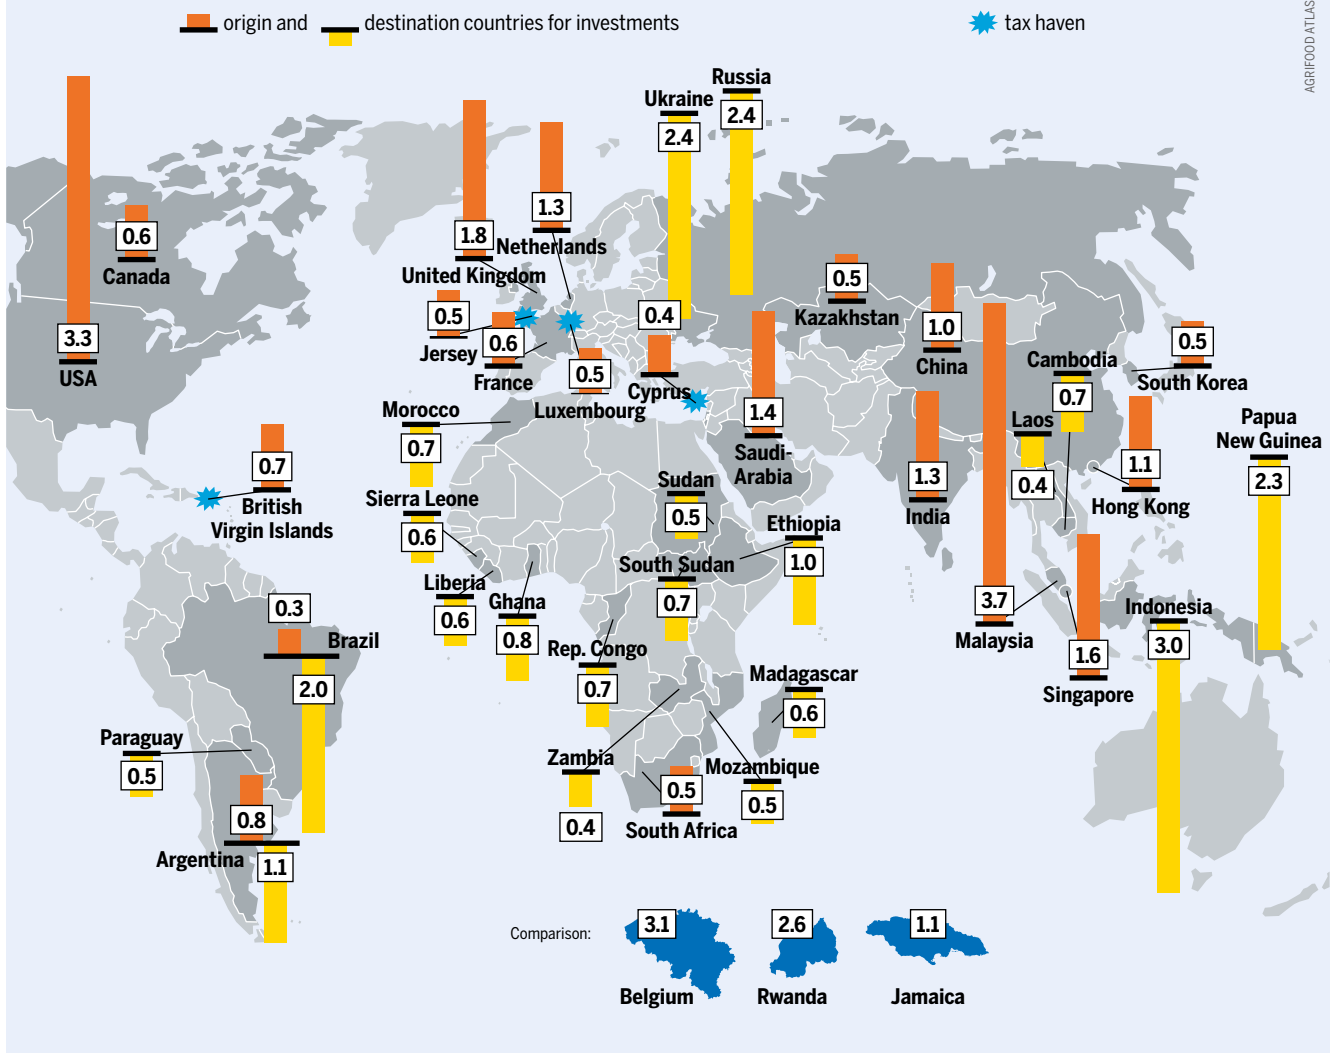 origin and
destination countries for investments
tax haven
AGRIFOOD ATLAS
Russia
2.4
Ukraine
2.4
3.3
USA
0.6
Canada
1.8
United Kingdom
1.3
Netherlands
0.5
Jersey
0.6
France
0.5
Luxembourg
0.4
Cyprus
0.5
Kazakhstan
1.0
China
0.5
South Korea
Cambodia
0.7
Laos
0.4
1.1
Hong Kong
Papua
New Guinea
2.3
1.4
Saudi-
Arabia
1.3
India
Morocco
0.7
0.7
British
Virgin Islands
Sierra Leone
0.6
Sudan
0.5
Ethiopia
1.0
South Sudan
0.7
Liberia
0.6
Ghana
0.8
Rep. Congo
0.7
3.7
Malaysia
1.6
Singapore
Indonesia
3.0
0.3
Brazil
2.0
Madagascar
0.6
Paraguay
0.5
Zambia
0.4
Mozambique
0.5
0.5
South Africa
0.8
Argentina
1.1
Comparison:
3.1
Belgium
2.6
Rwanda
1.1
Jamaica